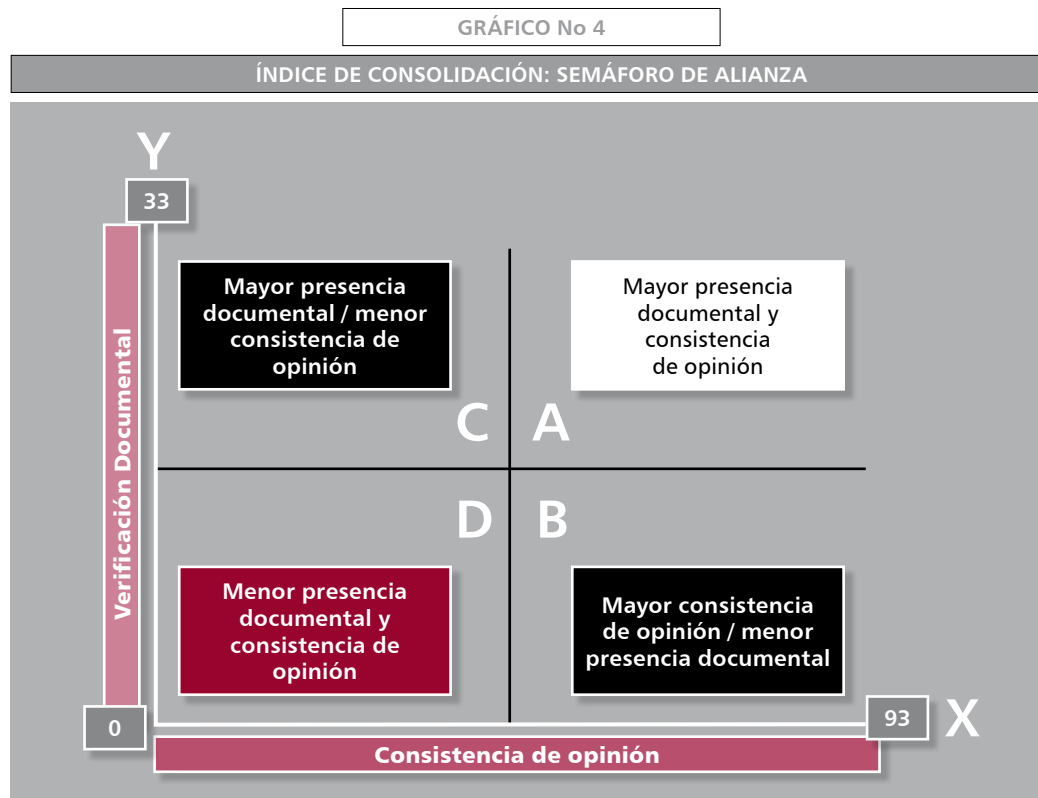 GRÁFICO No 4
ÍNDICE DE CONSOLIDACIÓN: SEMÁFORO DE ALIANZA
Y
33
Verificación Documental
Mayor presencia
documental / menor
consistencia de
opinión
C
Mayor presencia
documental y
consistencia
de opinión
A
D
Menor presencia
documental y
consistencia de
opinión
B
Mayor consistencia
de opinión / menor
presencia documental
0
93
X
Consistencia de opinión